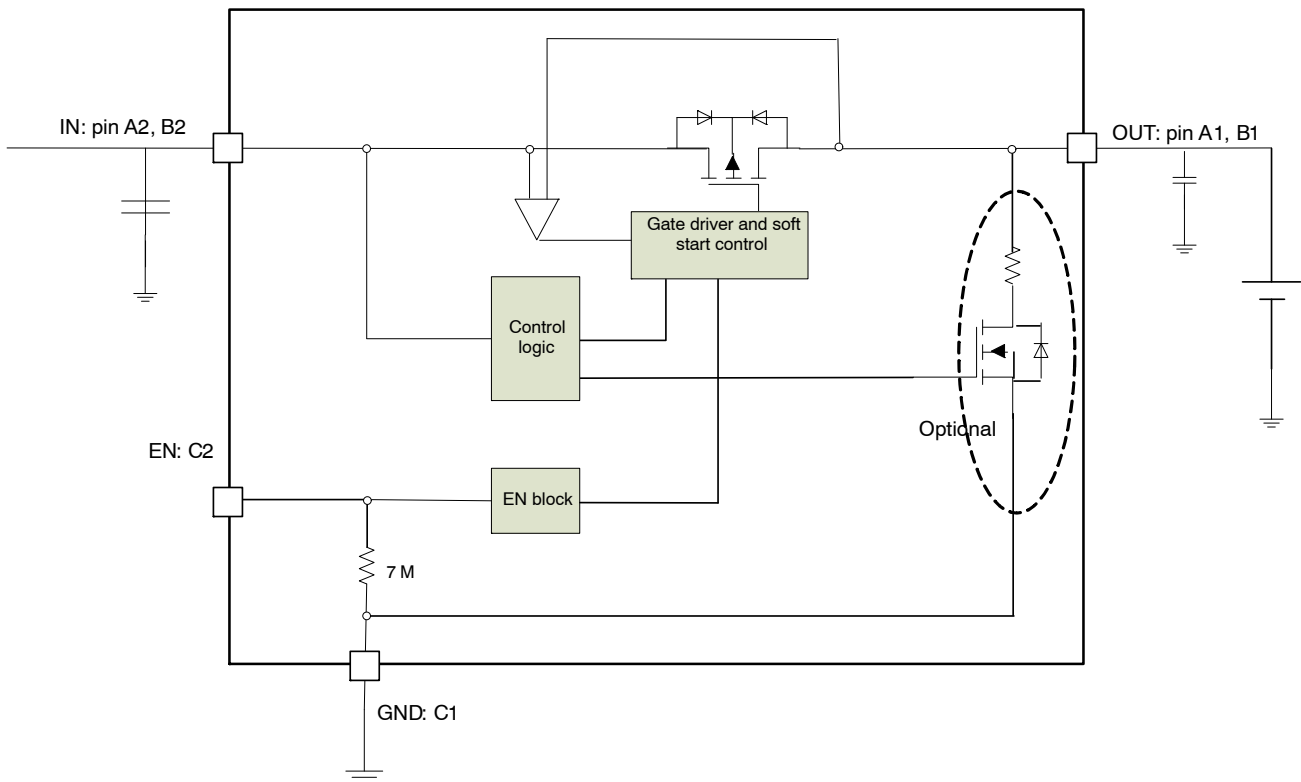 IN: pin A2, B2
OUT: pin A1, B1
Gate driver and soft
start control
Control
logic
Optional
EN: C2
EN block
7 M
GND: C1